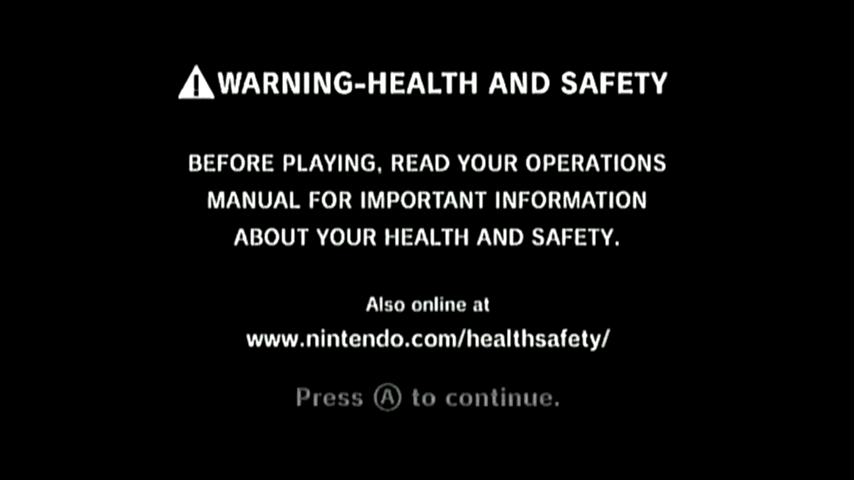 WARNING-HEALTH AND SAFETY
BEFORE PLAYING, READ YOUR OPERATIONS
MANUAL FOR IMPORTANT INFORMATION
ABOUT YOUR HEALTH AND SAFETY.
Also online at
www.nintendo.com/healthsafety/
Press Ⓐ to continue.